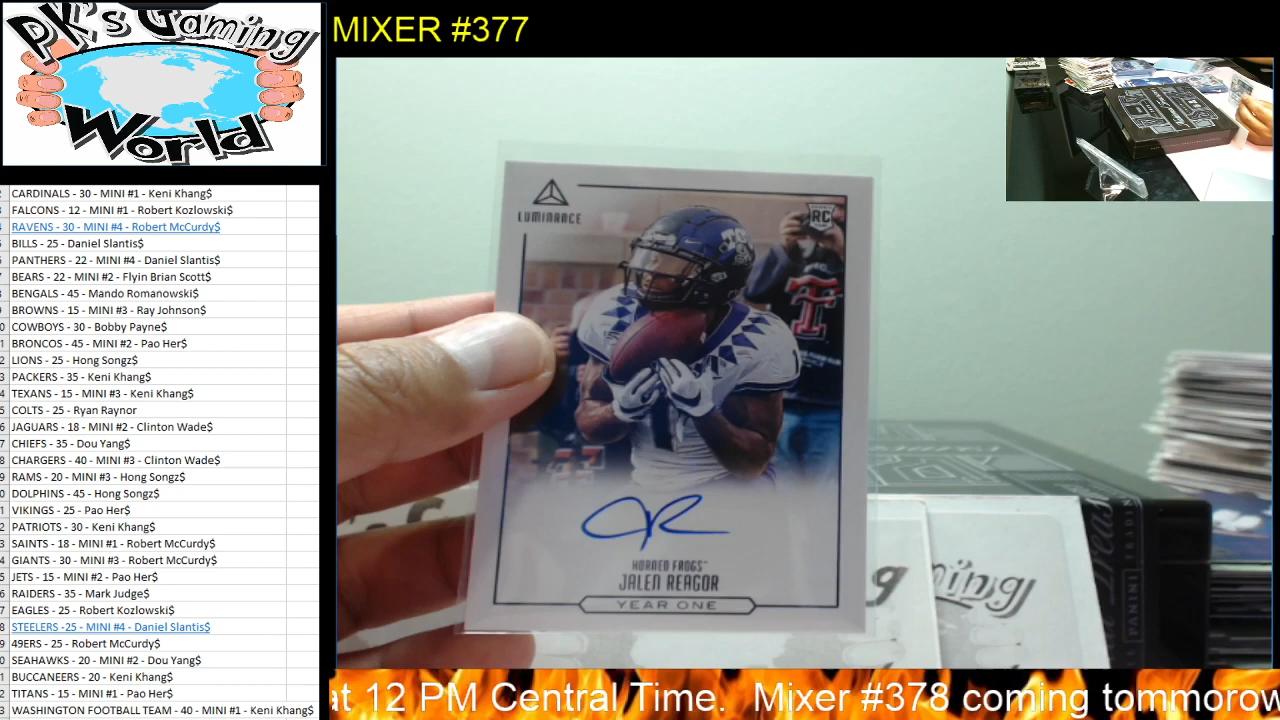 PK's Gaming
World
MIXER #377
CARDINALS - 30 - MINI #1 - Keni Khang$
FALCONS - 12 - MINI #1 - Robert Kozlowski$
RAVENS - 30 - MINI #4 - Robert McCurdy$
BILLS - 25 - Daniel Slantis$
PANTHERS - 22 - MINI #4 - Daniel Slantis$
BEARS - 22 - MINI #2 - Flyin Brian Scott$
BENGALS - 45 - Mando Romanowski$
BROWNS - 15 - MINI #3 - Ray Johnson$
COWBOYS - 30 - Bobby Payne$
BRONCOS - 45 - MINI #2 - Pao Her$
LIONS - 25 - Hong Songz$
PACKERS - 35 - Keni Khang$
TEXANS - 15 - MINI #3 - Keni Khang$
COLTS - 25 - Ryan Raynor
JAGUARS - 18 - MINI #2 - Clinton Wade$
CHIEFS - 35 - Dou Yang$
CHARGERS - 40 - MINI #3 - Clinton Wade$
RAMS - 20 - MINI #3 - Hong Songz$
DOLPHINS - 45 - Hong Songz$
VIKINGS - 25 - Pao Her$
PATRIOTS - 30 - Keni Khang$
SAINTS - 18 - MINI #1 - Robert McCurdy$
GIANTS - 30 - MINI #3 - Robert McCurdy$
JETS - 15 - MINI #2 - Pao Her$
RAIDERS - 35 - Mark Judge$
EAGLES - 25 - Robert Kozlowski$
STEELERS -25 - MINI #4 - Daniel Slantis$
49ERS - 25 - Robert McCurdy$
SEAHAWKS - 20 - MINI #2 - Dou Yang$
BUCCANEERS - 20 - Keni Khang$
TITANS - 15 - MINI #1 - Pao Her$
WASHINGTON FOOTBALL TEAM - 40 - MINI #1 - Keni Khang$
LUMINANCE
RC
TCU
JR
HORNED FROGS™
JALEN REAGOR
YEAR ONE
PANINI
at 12 PM Central Time. Mixer #378 coming tommorow